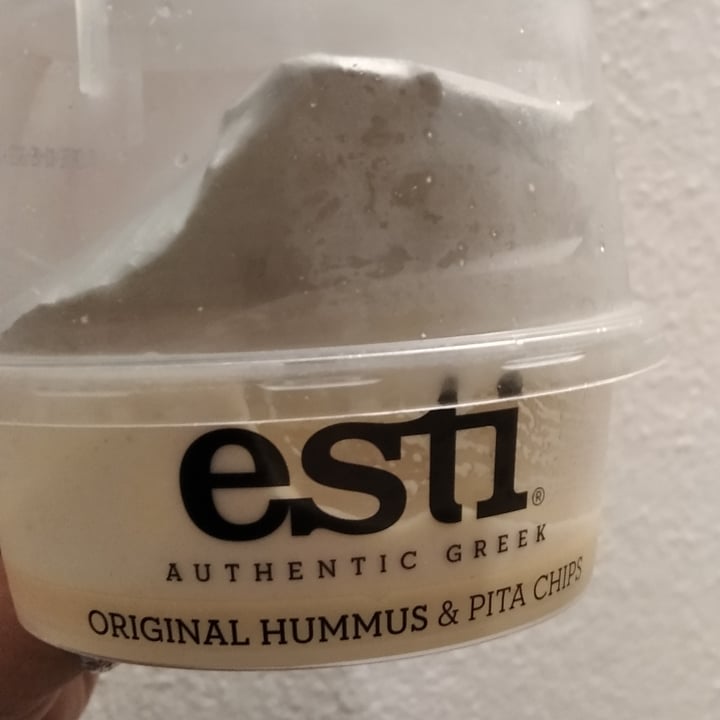 esti®
AUTHENTIC GREEK
ORIGINAL HUMMUS & PITA CHIPS